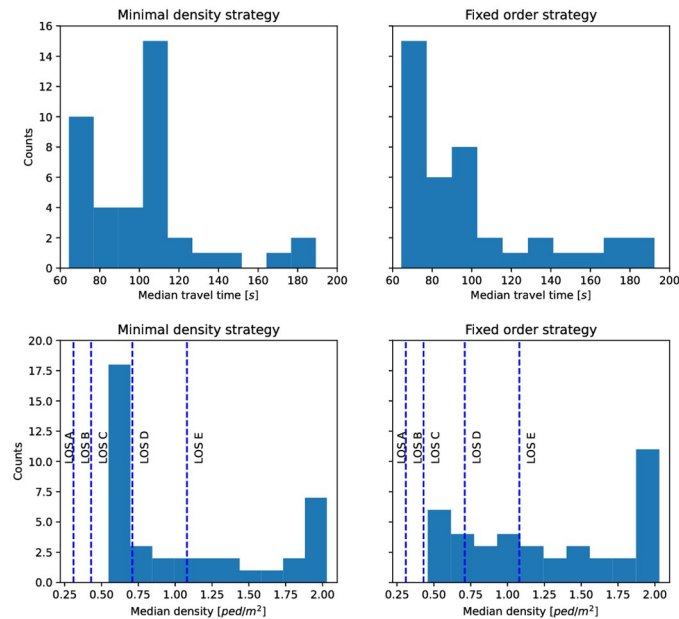 Minimal density strategy
Fixed order strategy
16
14
12
10
8
6
4
2
0
Counts
60 80 100 120 140 160 180 200
60 80 100 120 140 160 180 200
Median travel time [s]
Median travel time [s]
Minimal density strategy
Fixed order strategy
20.0
17.5
15.0
12.5
10.0
7.5
5.0
2.5
0.0
Counts
LOS A
LOS B
LOS C
LOS D
LOS E
LOS A
LOS B
LOS C
LOS D
LOS E
0.25 0.50 0.75 1.00 1.25 1.50 1.75 2.00
0.25 0.50 0.75 1.00 1.25 1.50 1.75 2.00
Median density [ped/m²]
Median density [ped/m²]